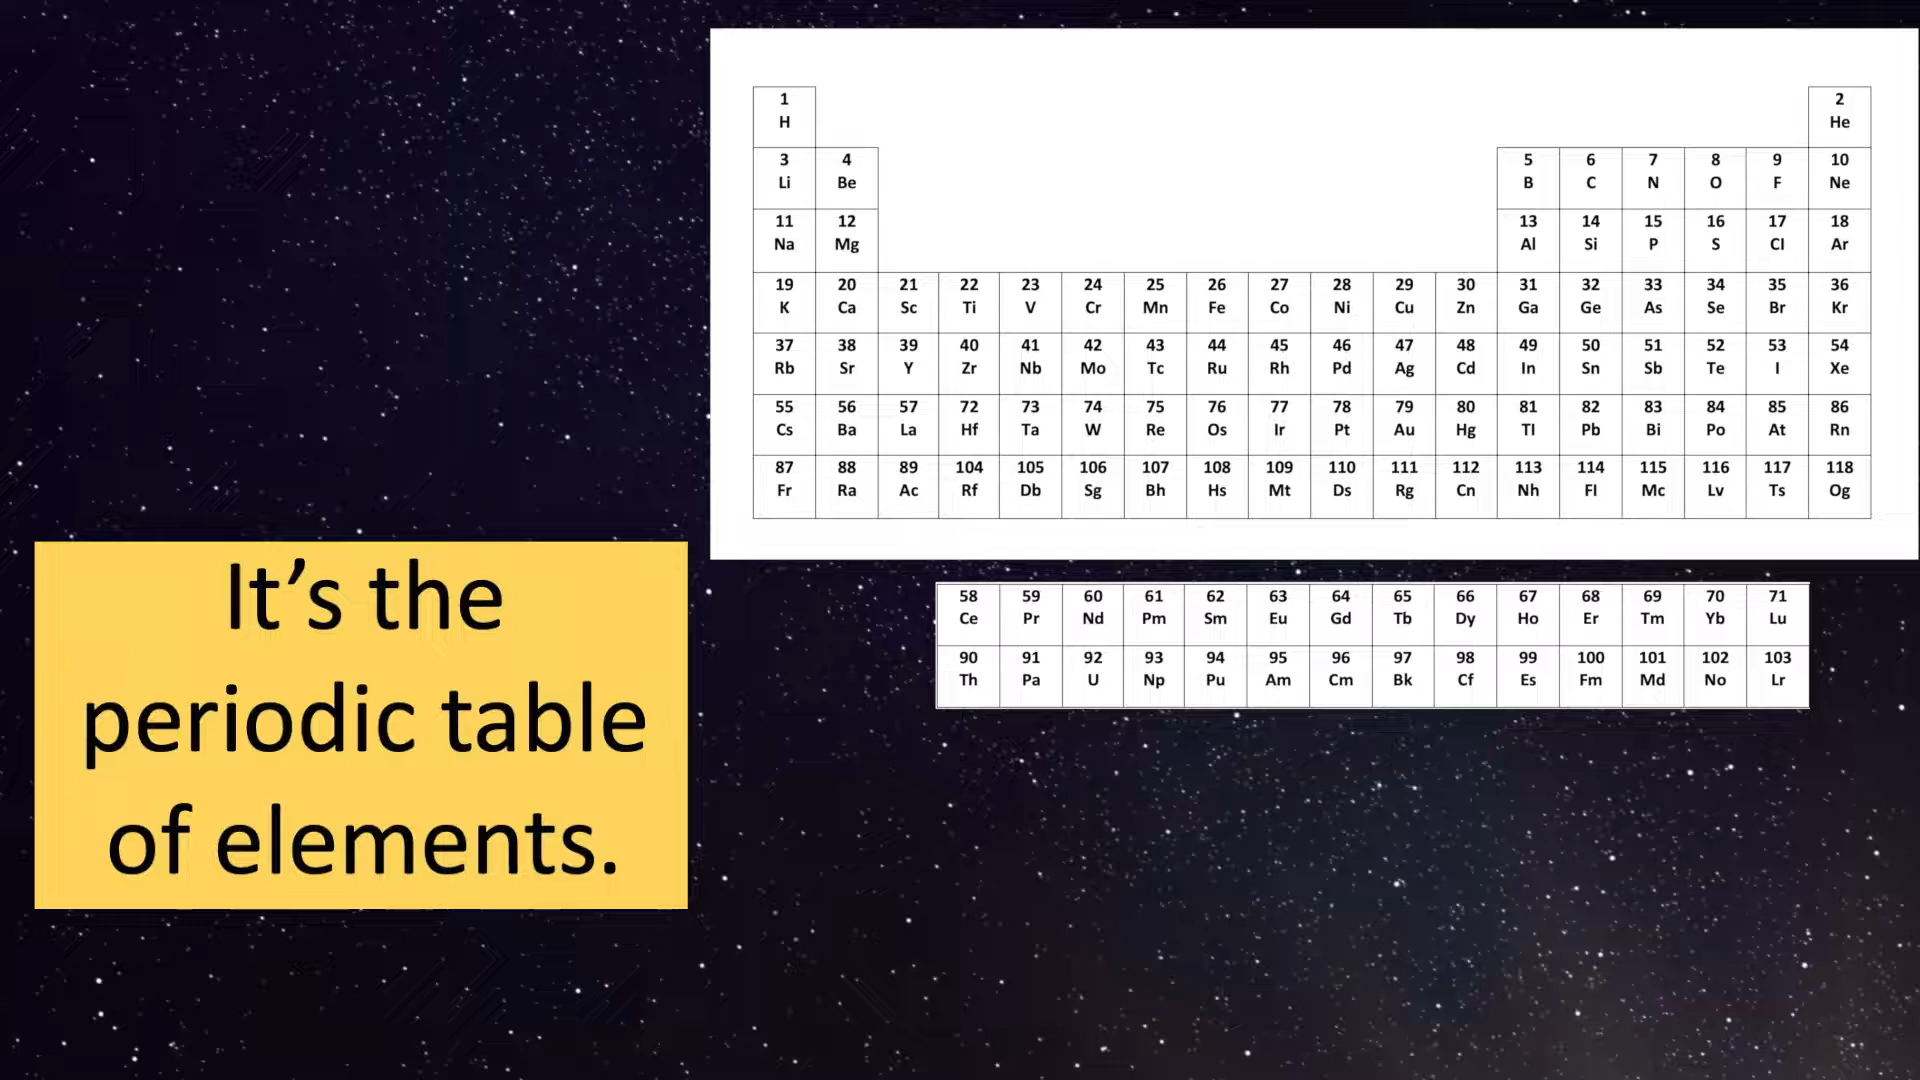 1 2
H He
3 4 5 6 7 8 9 10
Li Be B C N O F Ne
11 12 13 14 15 16 17 18
Na Mg Al Si P S Cl Ar
19 20 21 22 23 24 25 26 27 28 29 30 31 32 33 34 35 36
K Ca Sc Ti V Cr Mn Fe Co Ni Cu Zn Ga Ge As Se Br Kr
37 38 39 40 41 42 43 44 45 46 47 48 49 50 51 52 53 54
Rb Sr Y Zr Nb Mo Tc Ru Rh Pd Ag Cd In Sn Sb Te I Xe
55 56 57 72 73 74 75 76 77 78 79 80 81 82 83 84 85 86
Cs Ba La Hf Ta W Re Os Ir Pt Au Hg Tl Pb Bi Po At Rn
87 88 89 104 105 106 107 108 109 110 111 112 113 114 115 116 117 118
Fr Ra Ac Rf Db Sg Bh Hs Mt Ds Rg Cn Nh Fl Mc Lv Ts Og
58 59 60 61 62 63 64 65 66 67 68 69 70 71
Ce Pr Nd Pm Sm Eu Gd Tb Dy Ho Er Tm Yb Lu
90 91 92 93 94 95 96 97 98 99 100 101 102 103
Th Pa U Np Pu Am Cm Bk Cf Es Fm Md No Lr
It’s the
periodic table
of elements.